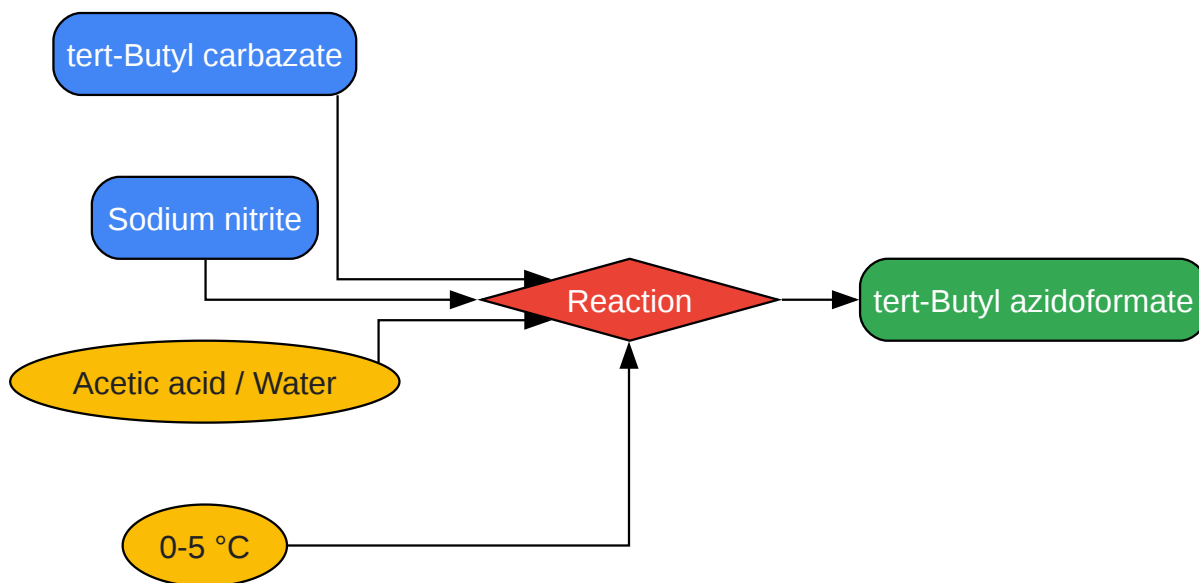 tert-Butyl carbazate
Sodium nitrite
Reaction
tert-Butyl azidoformate
Acetic acid / Water
0-5 °C